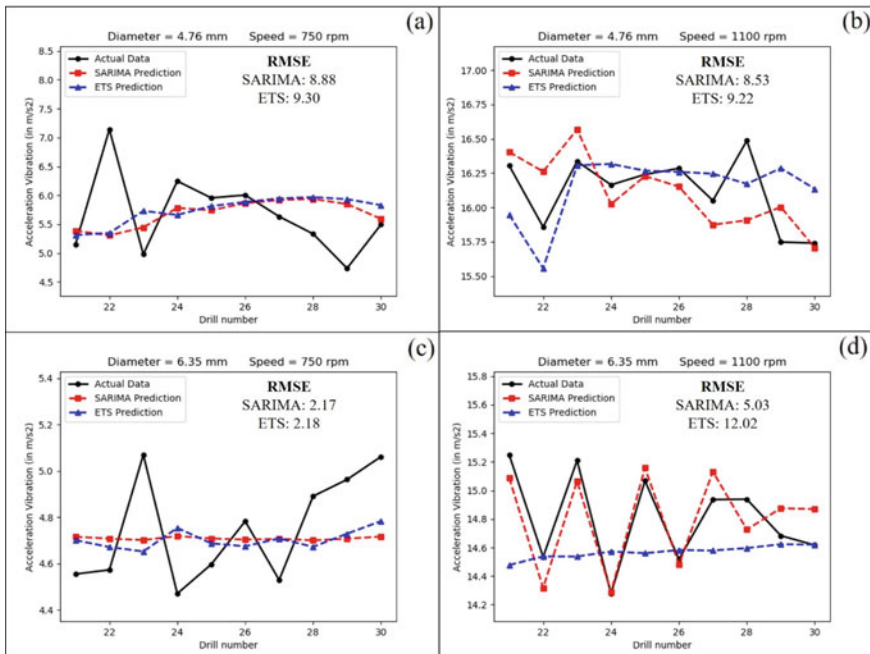 (a)
Diameter = 4.76 mm Speed = 750 rpm
Actual Data
SARIMA Prediction
ETS Prediction
RMSE
SARIMA: 8.88
ETS: 9.30
Acceleration Vibration (in m/s2)
8.5
8.0
7.5
7.0
6.5
6.0
5.5
5.0
4.5
22 24 26 28 30
Drill number
(b)
Diameter = 4.76 mm Speed = 1100 rpm
Actual Data
SARIMA Prediction
ETS Prediction
RMSE
SARIMA: 8.53
ETS: 9.22
Acceleration Vibration (in m/s2)
17.00
16.75
16.50
16.25
16.00
15.75
15.50
22 24 26 28 30
Drill number
(c)
Diameter = 6.35 mm Speed = 750 rpm
Actual Data
SARIMA Prediction
ETS Prediction
RMSE
SARIMA: 2.17
ETS: 2.18
Acceleration Vibration (in m/s2)
5.4
5.2
5.0
4.8
4.6
4.4
22 24 26 28 30
Drill number
(d)
Diameter = 6.35 mm Speed = 1100 rpm
Actual Data
SARIMA Prediction
ETS Prediction
RMSE
SARIMA: 5.03
ETS: 12.02
Acceleration Vibration (in m/s2)
15.8
15.6
15.4
15.2
15.0
14.8
14.6
14.4
14.2
22 24 26 28 30
Drill number